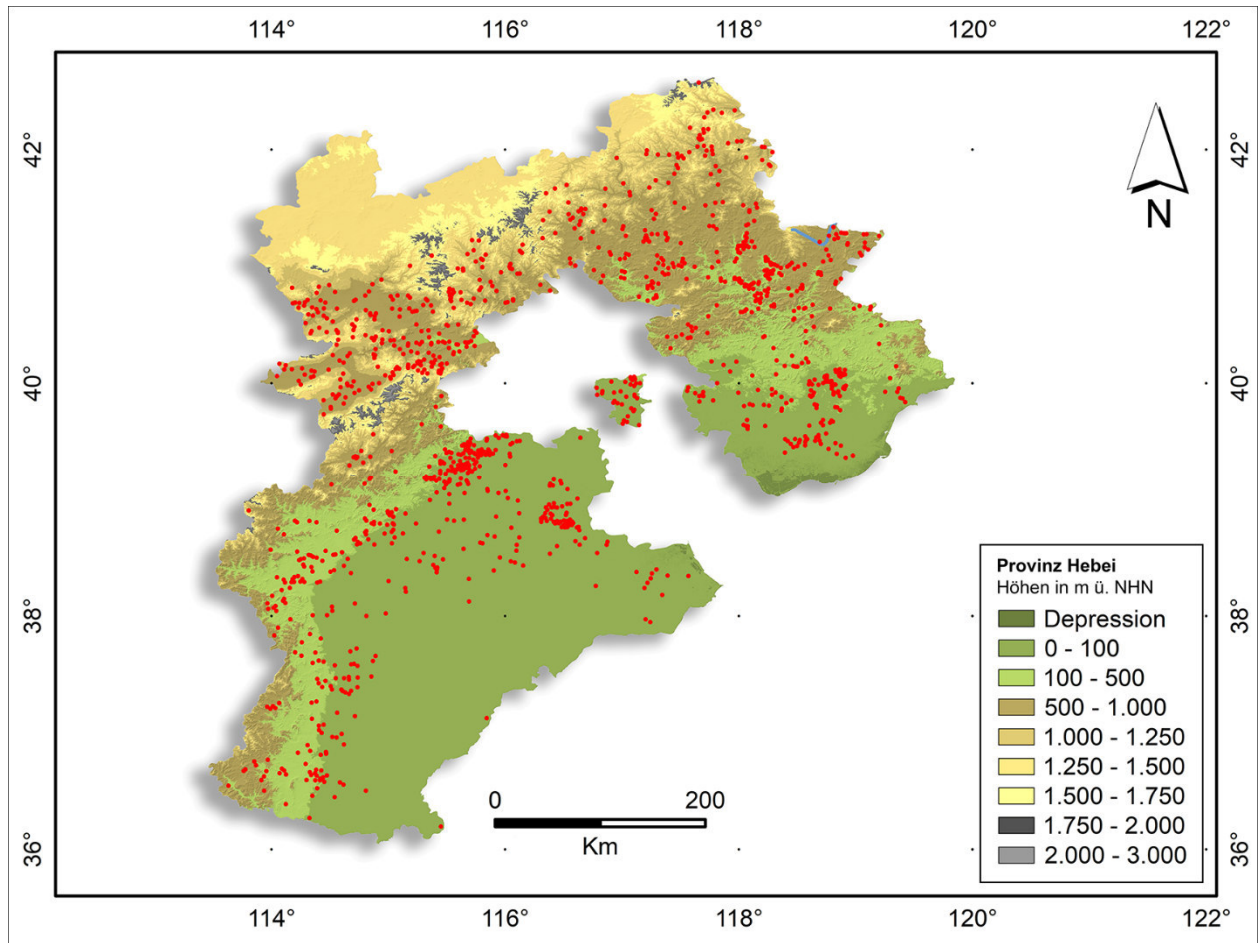 114° 116° 118° 120° 122°
42° 42°
N
40° 40°
38° 38°
36° 36°
Provinz Hebei
Höhen in m ü. NHN
Depression
0 - 100
100 - 500
500 - 1.000
1.000 - 1.250
1.250 - 1.500
1.500 - 1.750
1.750 - 2.000
2.000 - 3.000
0 200
Km
114° 116° 118° 120° 122°